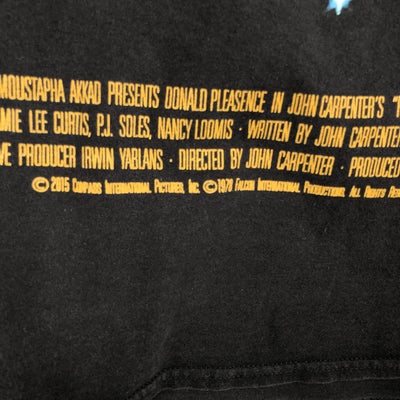 MOUSTAPHA AKKAD PRESENTS DONALD PLEASENCE IN JOHN CARPENTER'S "
MIE LEE CURTIS, P.J. SOLES, NANCY LOOMIS · WRITTEN BY JOHN CARPENTER
VE PRODUCER IRWIN YABLANS · DIRECTED BY JOHN CARPENTER · PRODUCED
© 2015 COMPASS INTERNATIONAL PICTURES, INC. © 1978 FALCON INTERNATIONAL PRODUCTIONS. ALL RIGHTS RESE